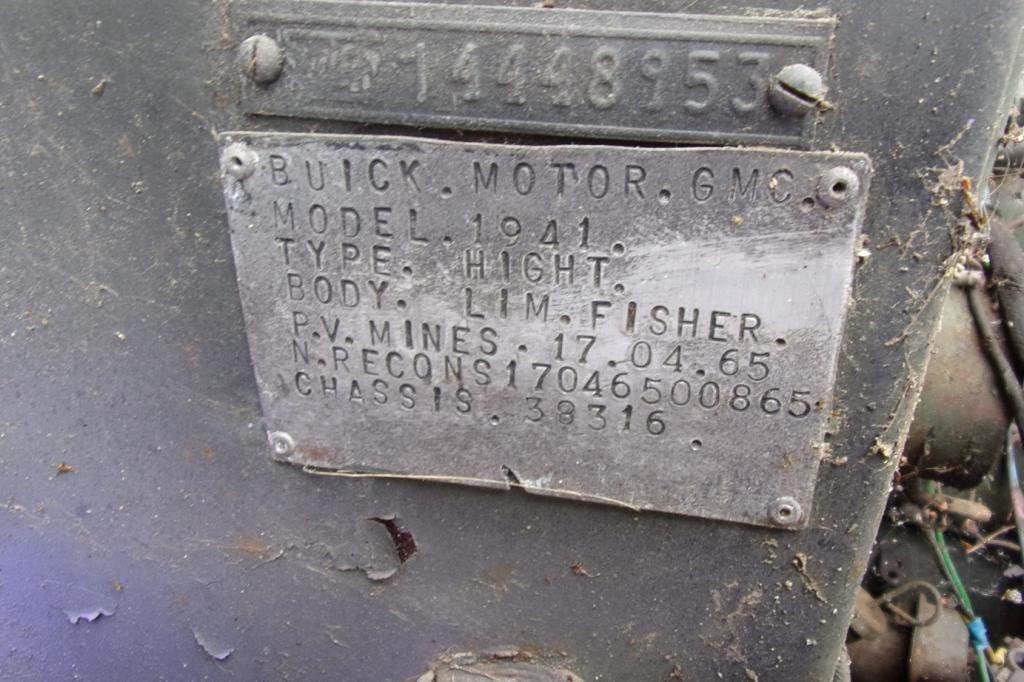 14448953
BUICK. MOTOR. GMC.
MODEL. 1941.
TYPE. HIGHT.
BODY. LIM. FISHER.
P.V. MINES. 17.04.65
N.RECONS17046500865
CHASSIS. 38316.